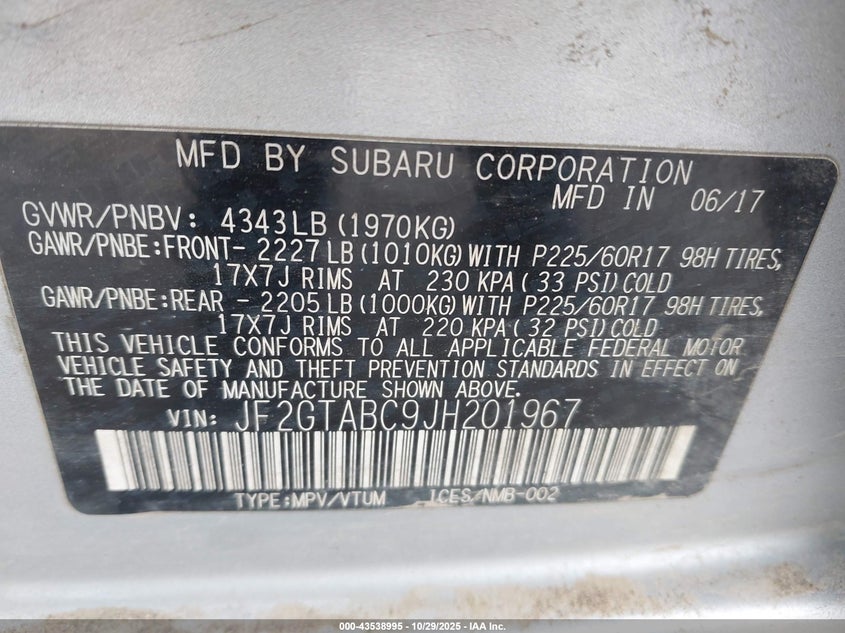 MFD BY SUBARU CORPORATION
MFD IN 06/17
GVWR/PNBV: 4343LB (1970KG)
GAWR/PNBE:FRONT- 2227LB(1010KG)WITH P225/60R17 98H TIRES,
17X7J RIMS AT 230 KPA( 33 PSI)COLD
GAWR/PNBE:REAR - 2205LB(1000KG)WITH P225/60R17 98H TIRES,
17X7J RIMS AT 220 KPA( 32 PSI)COLD
THIS VEHICLE CONFORMS TO ALL APPLICABLE FEDERAL MOTOR
VEHICLE SAFETY AND THEFT PREVENTION STANDARDS IN EFFECT ON
THE DATE OF MANUFACTURE SHOWN ABOVE.
VIN: JF2GTABC9JH201967
TYPE:MPV/VTUM ICES/NMB-002
000-43538995 - 10/29/2025 - IAA Inc.